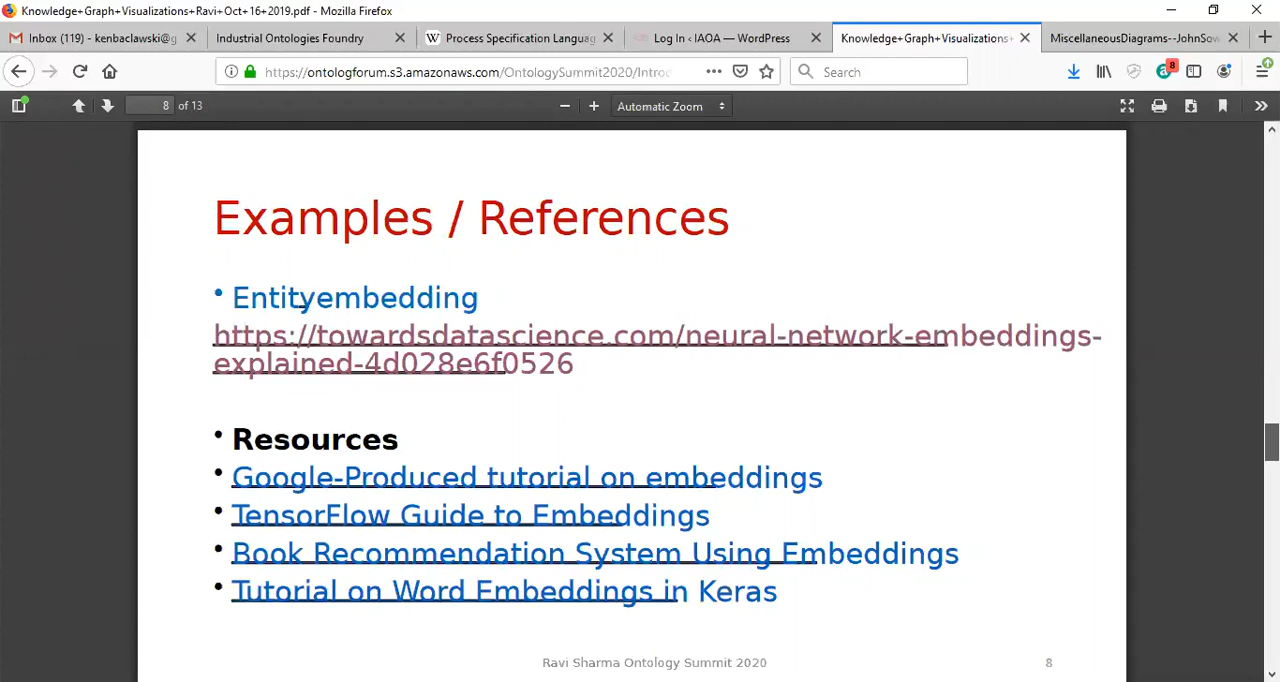 Knowledge+Graph+Visualizations+Ravi+Oct+16+2019.pdf - Mozilla Firefox
Inbox (119) - kenbaclawski@g
Industrial Ontologies Foundry
W Process Specification Languag
Log In ‹ IAOA — WordPress
Knowledge+Graph+Visualizations+
MiscellaneousDiagrams--JohnSow
https://ontologforum.s3.amazonaws.com/OntologySummit2020/Introd
Search
8
8 of 13
Automatic Zoom
Examples / References
• Entityembedding
https://towardsdatascience.com/neural-network-embeddings-
explained-4d028e6f0526
• Resources
• Google-Produced tutorial on embeddings
• TensorFlow Guide to Embeddings
• Book Recommendation System Using Embeddings
• Tutorial on Word Embeddings in Keras
Ravi Sharma Ontology Summit 2020
8